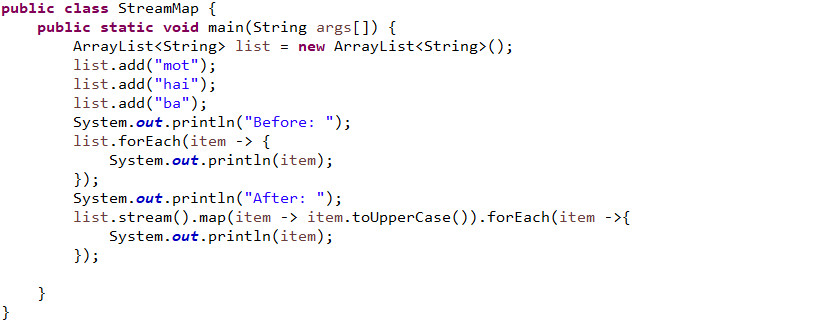 public class StreamMap {
    public static void main(String args[]) {
        ArrayList<String> list = new ArrayList<String>();
        list.add("mot");
        list.add("hai");
        list.add("ba");
        System.out.println("Before: ");
        list.forEach(item -> {
            System.out.println(item);
        });
        System.out.println("After: ");
        list.stream().map(item -> item.toUpperCase()).forEach(item ->{
            System.out.println(item);
        });
    }
}